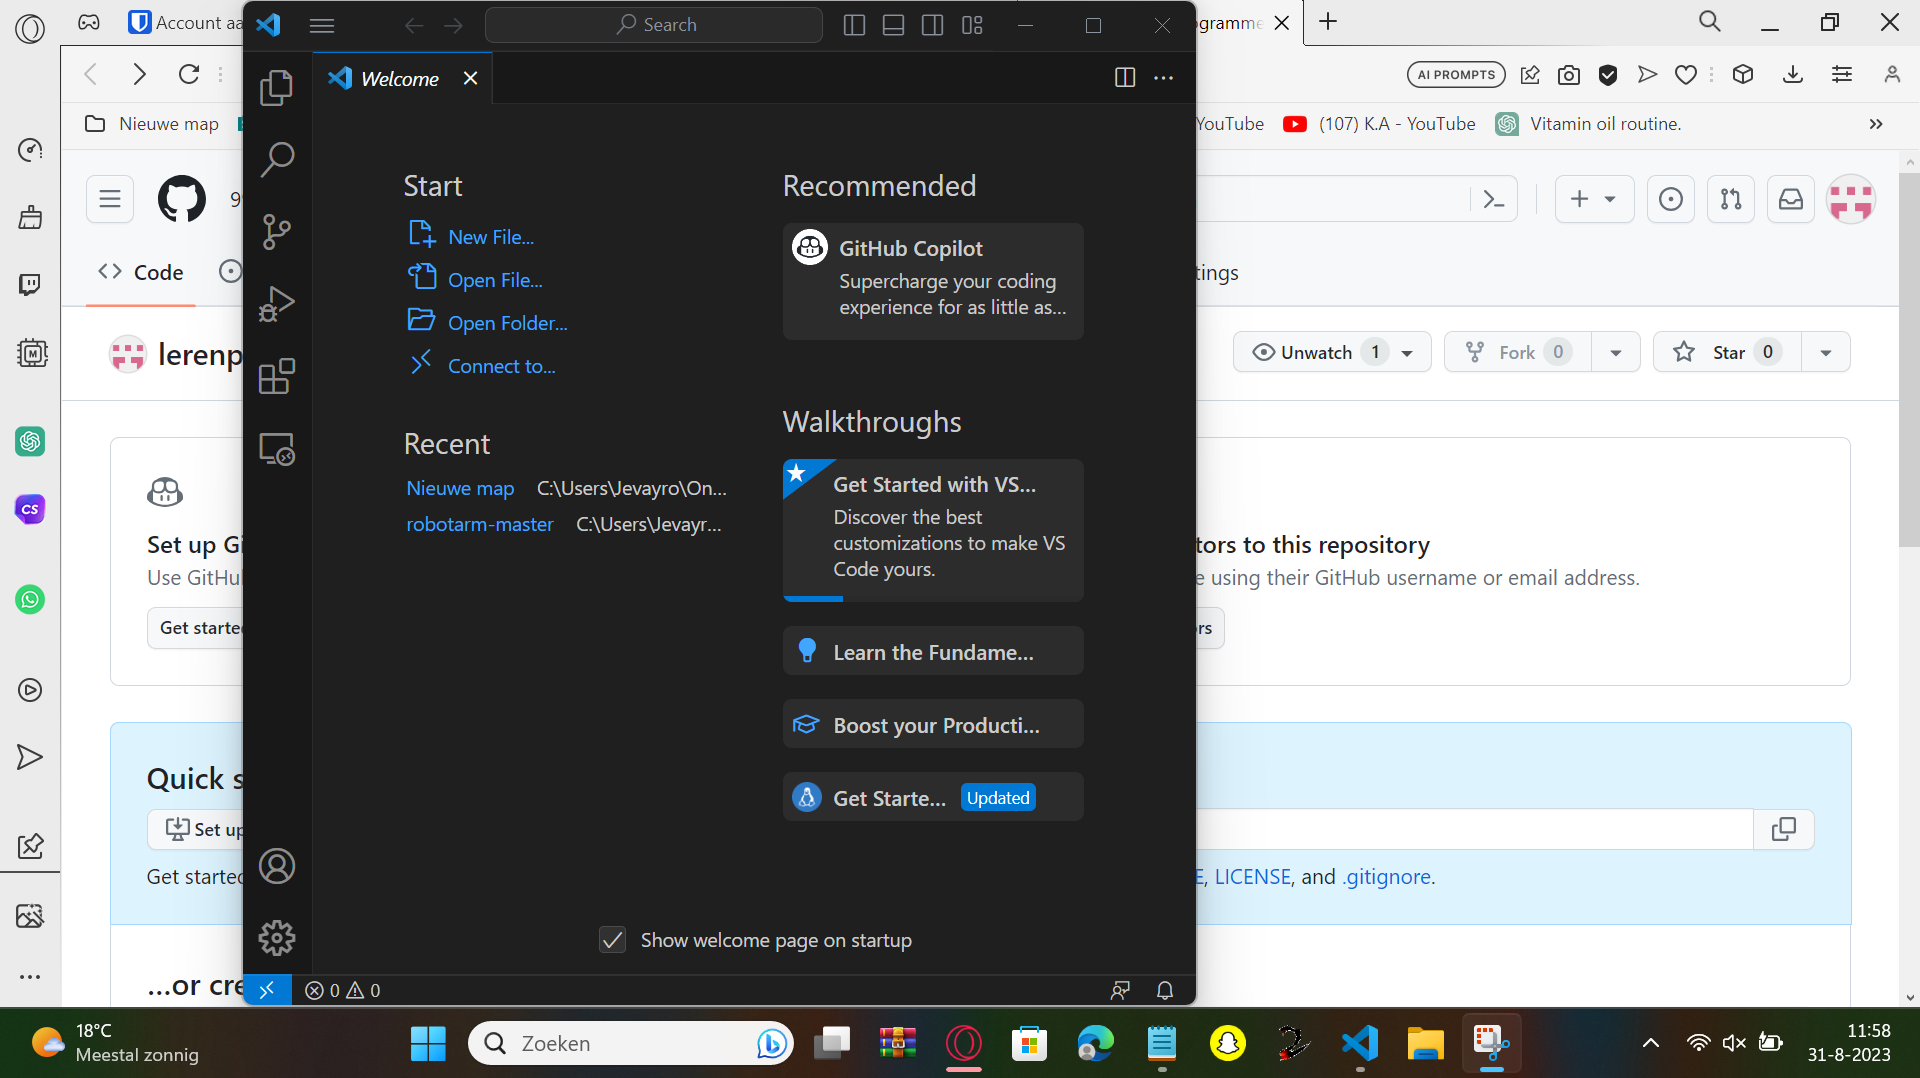 Account aa
Search
AI PROMPTS
Nieuwe map
YouTube
(107) K.A - YouTube
Vitamin oil routine.
Welcome
Start
New File...
Open File...
Open Folder...
Connect to...
Recent
Nieuwe map C:\Users\Jevayro\On...
robotarm-master C:\Users\Jevayr...
Recommended
GitHub Copilot
Supercharge your coding
experience for as little as...
Walkthroughs
Get Started with VS...
Discover the best
customizations to make VS
Code yours.
Learn the Fundame...
Boost your Producti...
Get Starte... Updated
Show welcome page on startup
0 0
Code
tings
lerenp
Unwatch 1
Fork 0
Star 0
Set up Gi
Use GitHu
Get starte
tors to this repository
e using their GitHub username or email address.
rs
Quick s
Set up
Get started
E, LICENSE, and .gitignore.
...or cre
18°C
Meestal zonnig
Zoeken
11:58
31-8-2023